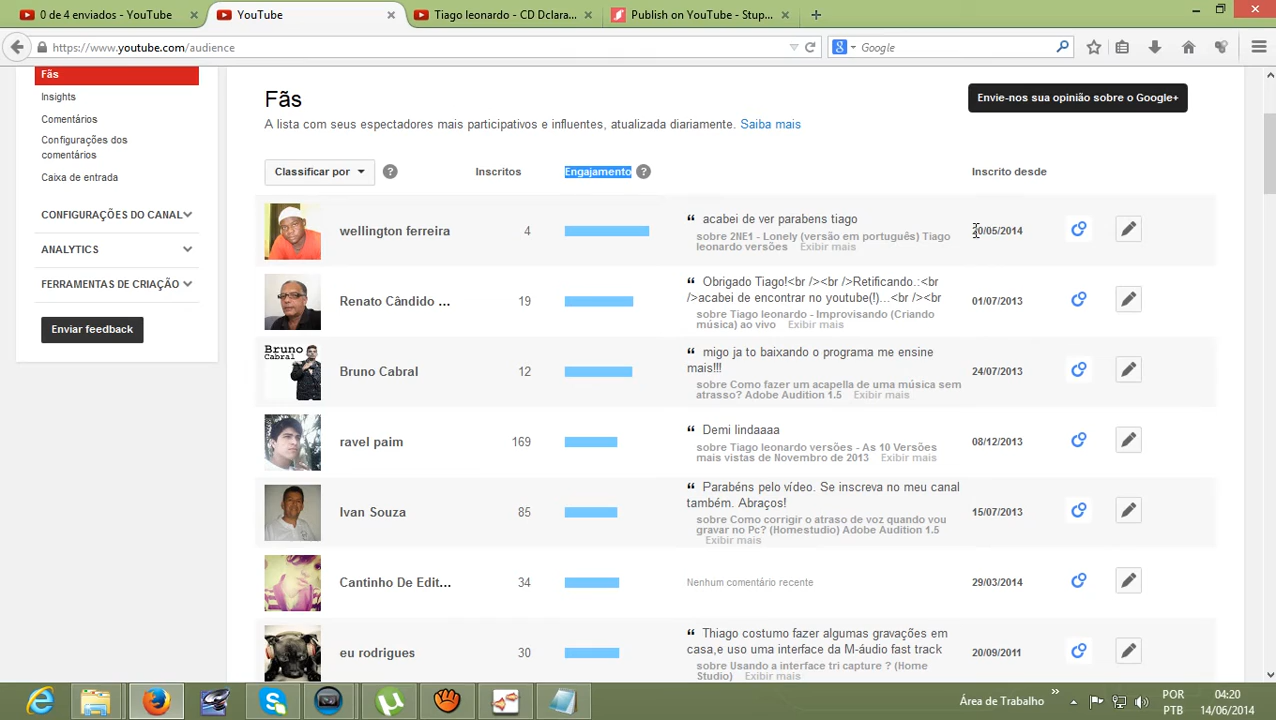 0 de 4 enviados - YouTube
YouTube
Tiago leonardo - CD Dclara...
Publish on YouTube - Stup...
https://www.youtube.com/audience
Google
Fãs
Insights
Comentários
Configurações dos
comentários
Caixa de entrada
CONFIGURAÇÕES DO CANAL
ANALYTICS
FERRAMENTAS DE CRIAÇÃO
Enviar feedback
Fãs
Envie-nos sua opinião sobre o Google+
A lista com seus espectadores mais participativos e influentes, atualizada diariamente. Saiba mais
Classificar por ? Inscritos Engajamento ? Inscrito desde
wellington ferreira 4
“ acabei de ver parabens tiago
sobre 2NE1 - Lonely (versão em português) Tiago
leonardo versões Exibir mais
20/05/2014
Renato Cândido ... 19
“ Obrigado Tiago!<br /><br />Retificando.:<br
/>acabei de encontrar no youtube(!)...<br /><br
sobre Tiago leonardo - Improvisando (Criando
música) ao vivo Exibir mais
01/07/2013
Bruno
Cabral
Bruno Cabral 12
“ migo ja to baixando o programa me ensine
mais!!!
sobre Como fazer um acapella de uma música sem
atrasso? Adobe Audition 1.5 Exibir mais
24/07/2013
ravel paim 169
“ Demi lindaaaa
sobre Tiago leonardo versões - As 10 Versões
mais vistas de Novembro de 2013 Exibir mais
08/12/2013
Ivan Souza 85
“ Parabéns pelo vídeo. Se inscreva no meu canal
também. Abraços!
sobre Como corrigir o atraso de voz quando vou
gravar no Pc? (Homestudio) Adobe Audition 1.5
Exibir mais
15/07/2013
Cantinho De Edit... 34
Nenhum comentário recente
29/03/2014
eu rodrigues 30
“ Thiago costumo fazer algumas gravações em
casa,e uso uma interface da M-áudio fast track
sobre Usando a interface tri capture ? (Home
Studio) Exibir mais
20/09/2011
Área de Trabalho
POR
PTB
04:20
14/06/2014